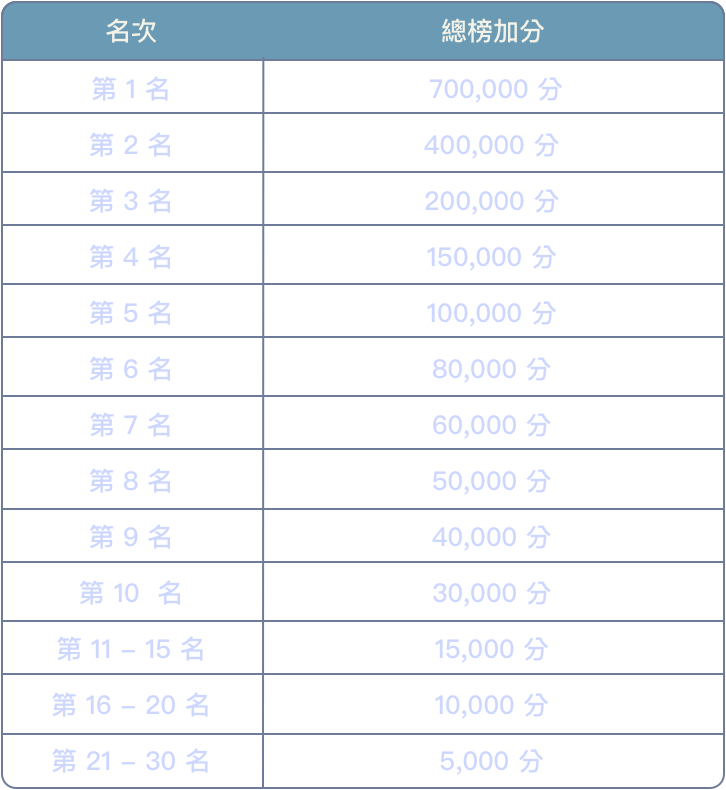 名次 總榜加分
第 1 名 700,000 分
第 2 名 400,000 分
第 3 名 200,000 分
第 4 名 150,000 分
第 5 名 100,000 分
第 6 名 80,000 分
第 7 名 60,000 分
第 8 名 50,000 分
第 9 名 40,000 分
第 10 名 30,000 分
第 11 – 15 名 15,000 分
第 16 – 20 名 10,000 分
第 21 – 30 名 5,000 分